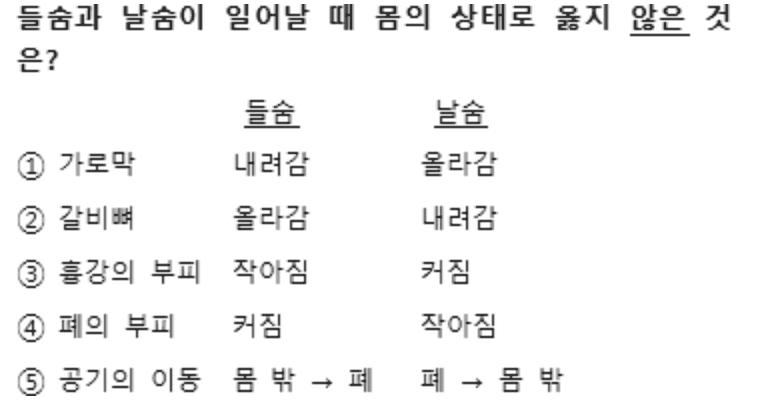 들숨과 날숨이 일어날 때 몸의 상태로 옳지 않은 것
은?
들숨 날숨
① 가로막 내려감 올라감
② 갈비뼈 올라감 내려감
③ 흉강의 부피 작아짐 커짐
④ 폐의 부피 커짐 작아짐
⑤ 공기의 이동 몸 밖 → 폐 폐 → 몸 밖